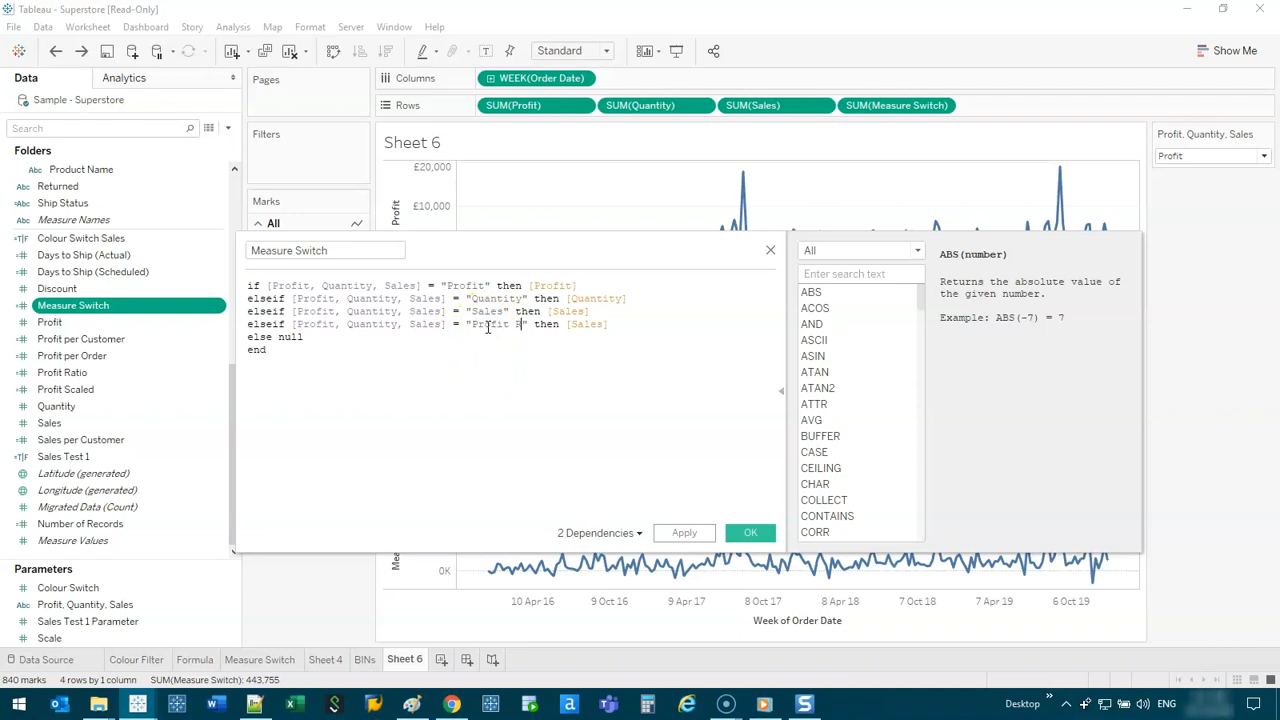 Tableau - Superstore [Read-Only]
File Data Worksheet Dashboard Story Analysis Map Format Server Window Help
Standard
Show Me
Data Analytics
Sample - Superstore
Search
Folders
Abc Product Name
Abc Returned
Abc Ship Status
Abc Measure Names
=T| Colour Switch Sales
Days to Ship (Actual)
Days to Ship (Scheduled)
Discount
Measure Switch
Profit
Profit per Order
Profit Ratio
Profit Scaled
Quantity
Sales
Sales per Customer
=T| Sales Test 1
Latitude (generated)
Longitude (generated)
Migrated Data (Count)
Number of Records
Measure Values
Parameters
Colour Switch
Abc Profit, Quantity, Sales
Sales Test 1 Parameter
Scale
Pages
Filters
Marks
All
Columns WEEK(Order Date)
Rows SUM(Profit) SUM(Quantity) SUM(Sales) SUM(Measure Switch)
Sheet 6
£20,000
£10,000
Profit
Profit, Quantity, Sales
Profit
Measure Switch
if [Profit, Quantity, Sales] = "Profit" then [Profit]
elseif [Profit, Quantity, Sales] = "Quantity" then [Quantity]
elseif [Profit, Quantity, Sales] = "Sales" then [Sales]
elseif [Profit, Quantity, Sales] = "Profit R" then [Sales]
else null
end
2 Dependencies Apply OK
All
Enter search text
ABS
ACOS
AND
ASCII
ASIN
ATAN
ATAN2
ATTR
AVG
BUFFER
CASE
CEILING
CHAR
COLLECT
CONTAINS
CORR
ABS(number)
Returns the absolute value of
the given number.
Example: ABS(-7) = 7
Mea
0K
10 Apr 16 9 Oct 16 9 Apr 17 8 Oct 17 8 Apr 18 7 Oct 18 7 Apr 19 6 Oct 19
Week of Order Date
Data Source Colour Filter Formula Measure Switch Sheet 4 BINs Sheet 6
840 marks 4 rows by 1 column SUM(Measure Switch): 443,755
Desktop ENG